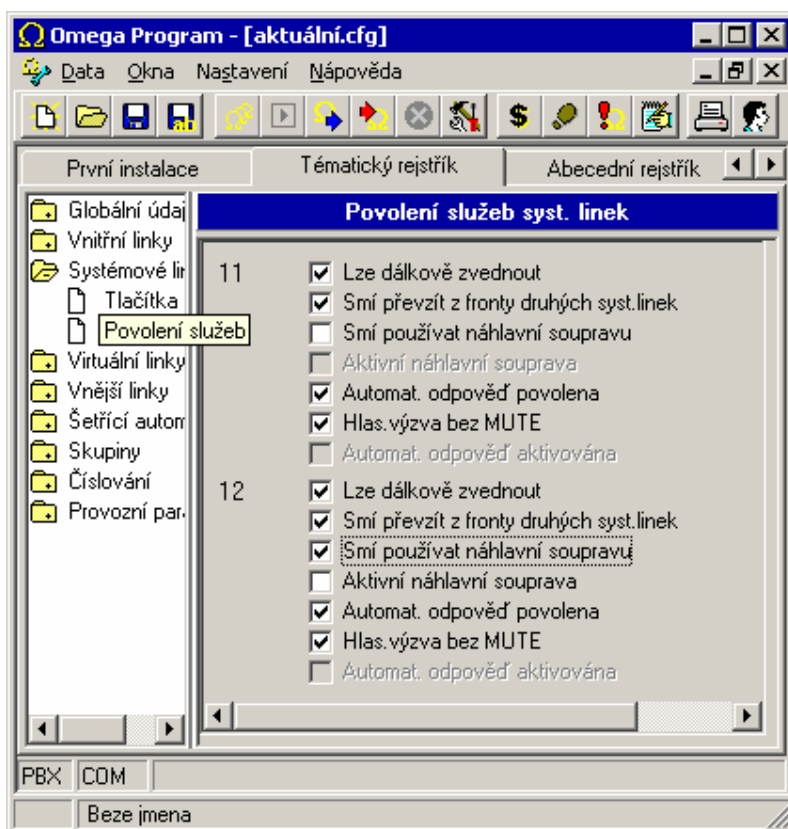 Omega Program - [aktuální.cfg]
Data Okna Nastavení Nápověda
První instalace Tématický rejstřík Abecední rejstřík
Globální údaj
Vnitřní linky
Systémové lin
Tlačítka
Povolení služeb
Virtuální linky
Vnější linky
Šetřící autom
Skupiny
Číslování
Provozní par
Povolení služeb syst. linek
11
Lze dálkově zvednout
Smí převzít z fronty druhých syst.linek
Smí používat náhlavní soupravu
Aktivní náhlavní souprava
Automat. odpověď povolena
Hlas.výzva bez MUTE
Automat. odpověď aktivována
12
Lze dálkově zvednout
Smí převzít z fronty druhých syst.linek
Smí používat náhlavní soupravu
Aktivní náhlavní souprava
Automat. odpověď povolena
Hlas.výzva bez MUTE
Automat. odpověď aktivována
PBX COM
Beze jmena